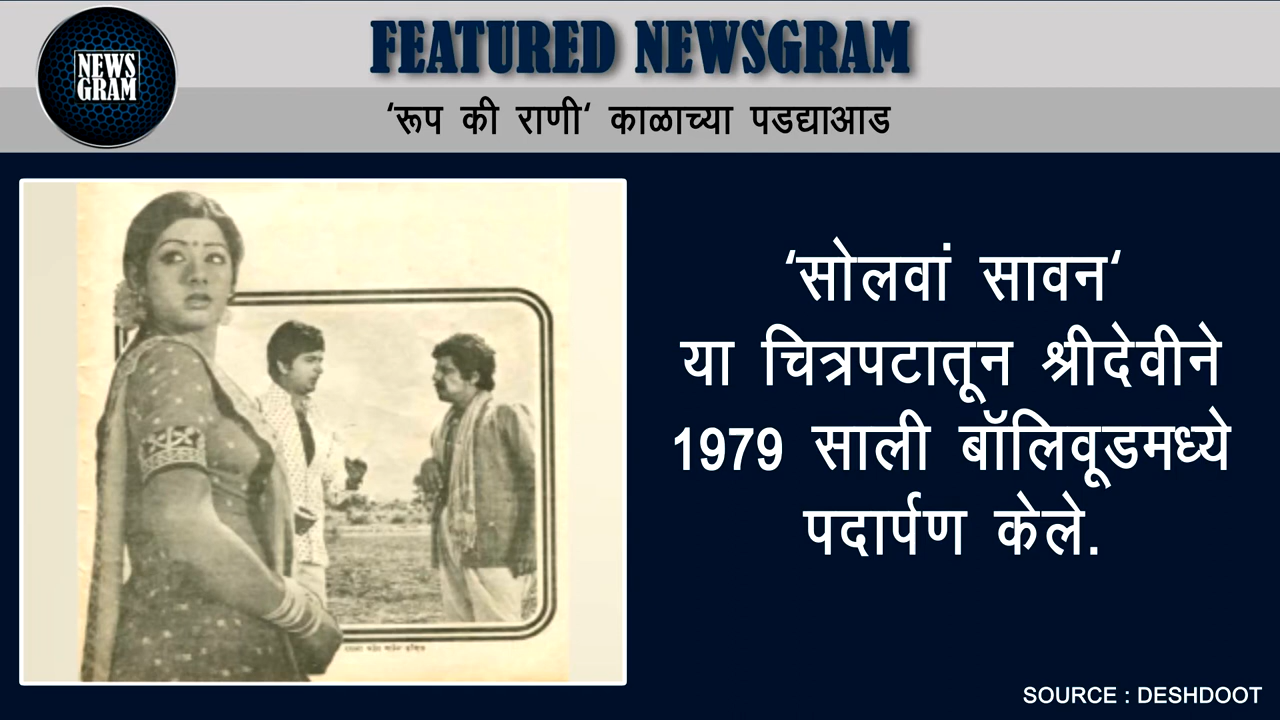 NEWS
GRAM
FEATURED NEWSGRAM
‘रूप की राणी‘ काळाच्या पडद्याआड
‘सोलवां सावन‘
या चित्रपटातून श्रीदेवीने
1979 साली बॉलिवूडमध्ये
पदार्पण केले.
SOURCE : DESHDOOT